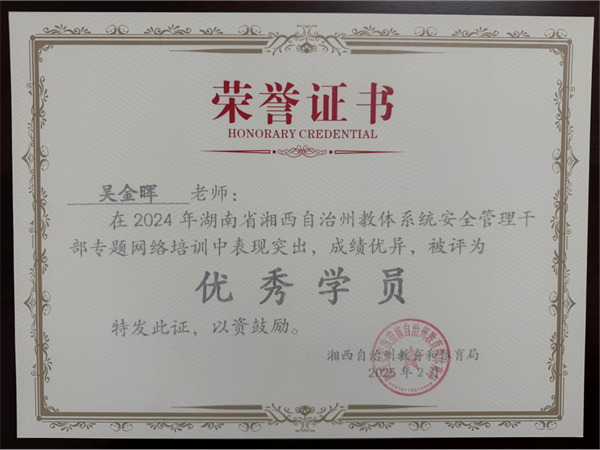 荣誉证书
HONORARY CREDENTIAL
吴金晖 老师：
在2024年湖南省湘西自治州教体系统安全管理干
部专题网络培训中表现突出，成绩优异，被评为
优秀学员
特发此证，以资鼓励。
湘西自治州教育和体育局
2025年2月